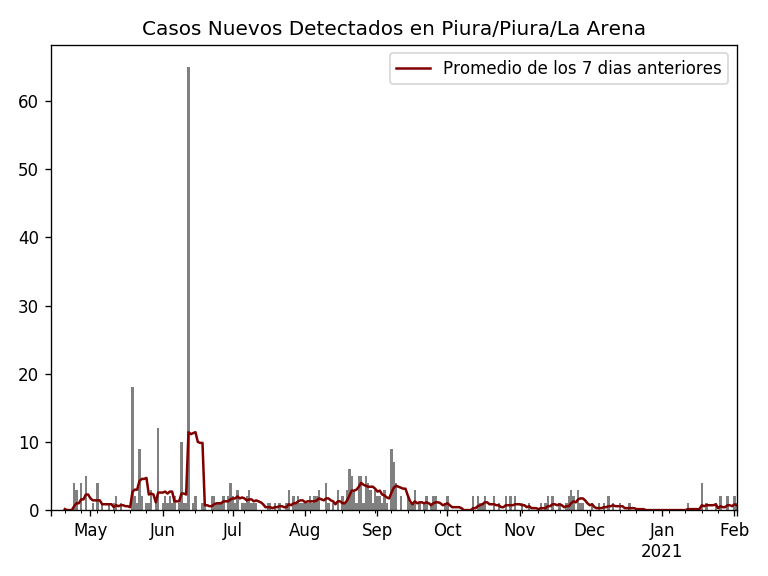 Casos Nuevos Detectados en Piura/Piura/La Arena
Promedio de los 7 dias anteriores
60
50
40
30
20
10
0
May Jun Jul Aug Sep Oct Nov Dec Jan Feb
2021